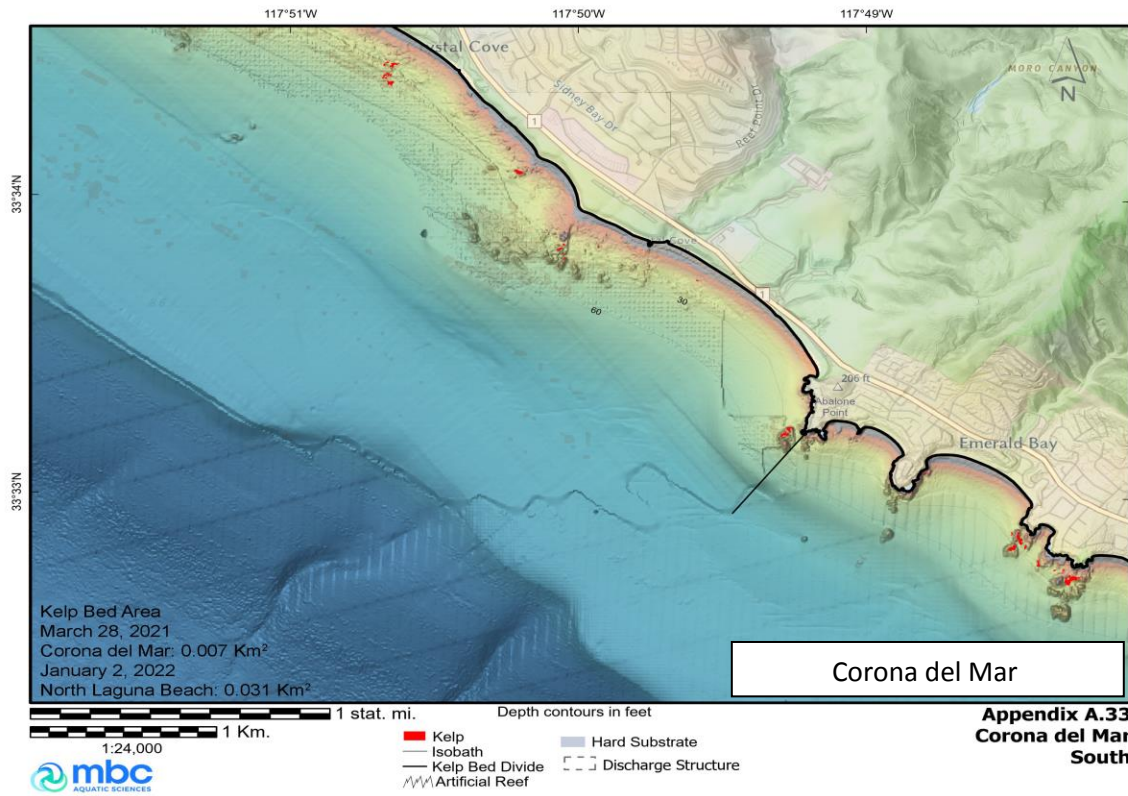 117°51'W
117°50'W
117°49'W
ystal Cove
MORO CANYON
N
Sidney Bay Dr
Reet Point Dr
1
33°34'N
30
60
1
206 ft
Abalone
Point
Emerald Bay
33°33'N
Kelp Bed Area
March 28, 2021
Corona del Mar: 0.007 Km²
January 2, 2022
North Laguna Beach: 0.031 Km²
Corona del Mar
1 stat. mi.
1 Km.
1:24,000
Depth contours in feet
Kelp
Isobath
Kelp Bed Divide
Artificial Reef
Hard Substrate
Discharge Structure
Appendix A.33
Corona del Mar
South
mbc
AQUATIC SCIENCES